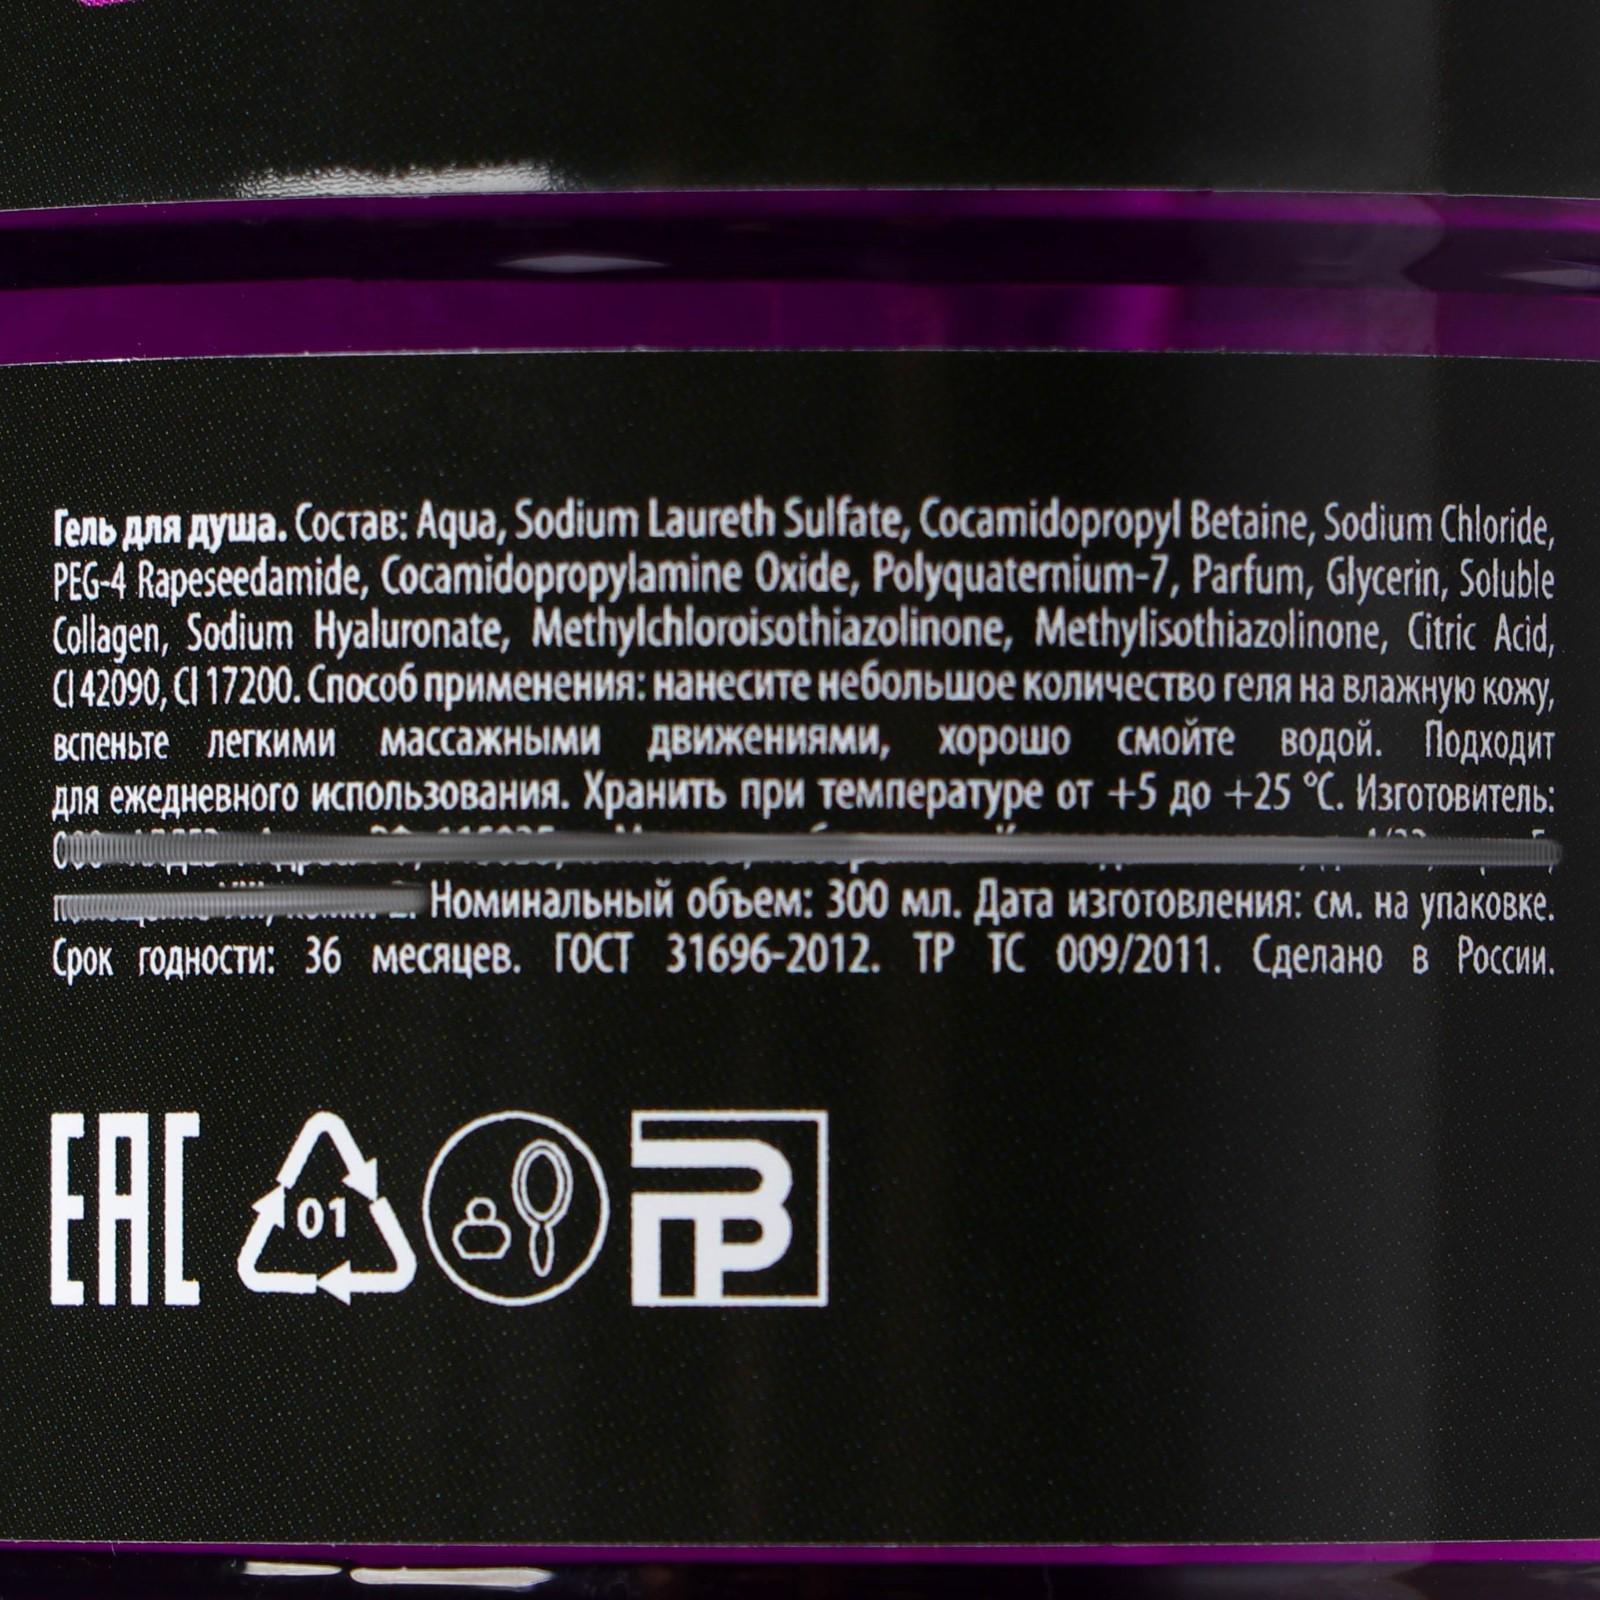 Гель для душа. Состав: Aqua, Sodium Laureth Sulfate, Cocamidopropyl Betaine, Sodium Chloride,
PEG-4 Rapeseedamide, Cocamidopropylamine Oxide, Polyquaternium-7, Parfum, Glycerin, Soluble
Collagen, Sodium Hyaluronate, Methylchloroisothiazolinone, Methylisothiazolinone, Citric Acid,
CI 42090, CI 17200. Способ применения: нанесите небольшое количество геля на влажную кожу,
вспеньте легкими массажными движениями, хорошо смойте водой. Подходит
для ежедневного использования. Хранить при температуре от +5 до +25 °С. Изготовитель:
Номинальный объем: 300 мл. Дата изготовления: см. на упаковке.
Срок годности: 36 месяцев. ГОСТ 31696-2012. ТР ТС 009/2011. Сделано в России.
EAC 01